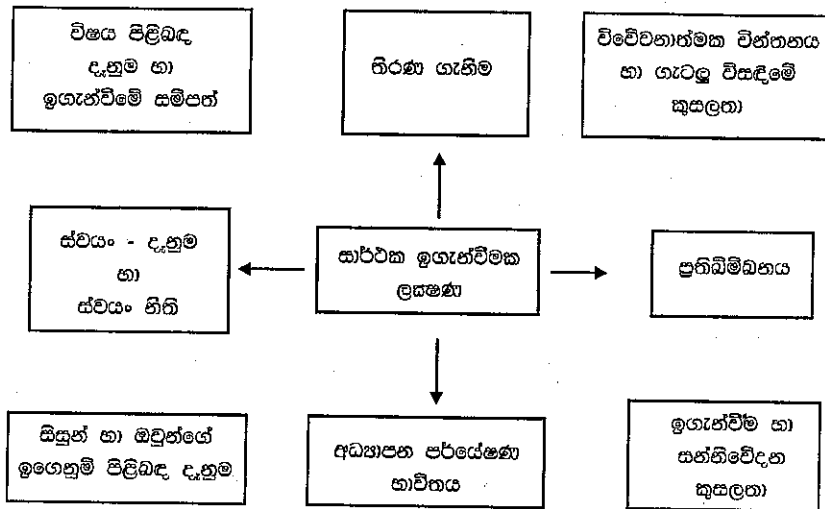 විෂය පිළිබඳ
දැනුම හා
ඉගැන්වීමේ සම්පත්
තීරණ ගැනීම
විවේචනාත්මක චින්තනය
හා ගැටලු විසඳීමේ
කුසලතා
ස්වයං - දැනුම
හා
ස්වයං නීති
සාර්ථක ඉගැන්වීමක
ලක්ෂණ
ප්‍රතිබිම්බනය
සිසුන් හා ඔවුන්ගේ
ඉගෙනුම් පිළිබඳ දැනුම
අධ්‍යාපන පර්යේෂණ
භාවිතය
ඉගැන්වීම් හා
සන්නිවේදන
කුසලතා